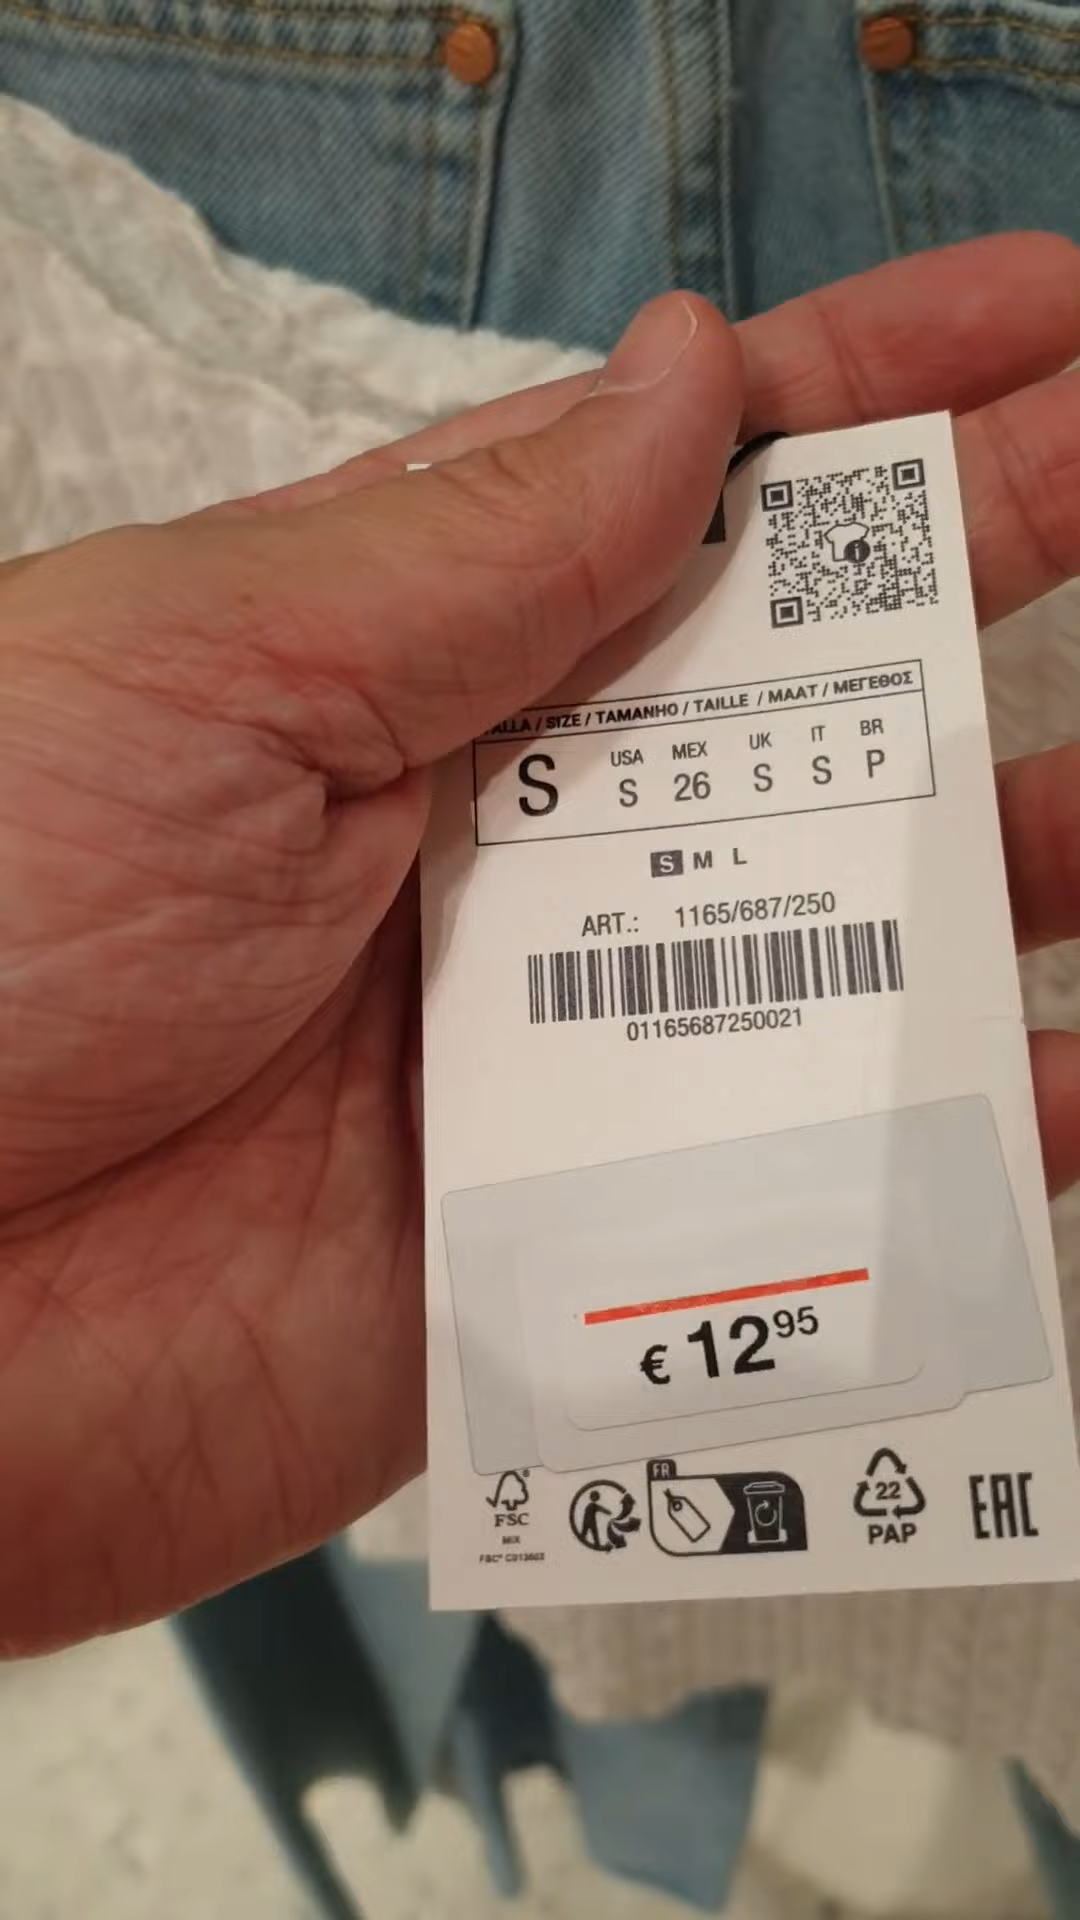 / SIZE / TAMANHO / TAILLE / MAAT / ΜΕΓΕΘΟΣ
S
USA MEX UK IT BR
S 26 S S P
S M L
ART.: 1165/687/250
01165687250021
€ 12 95
FR
FSC
MIX
22
PAP
EAC